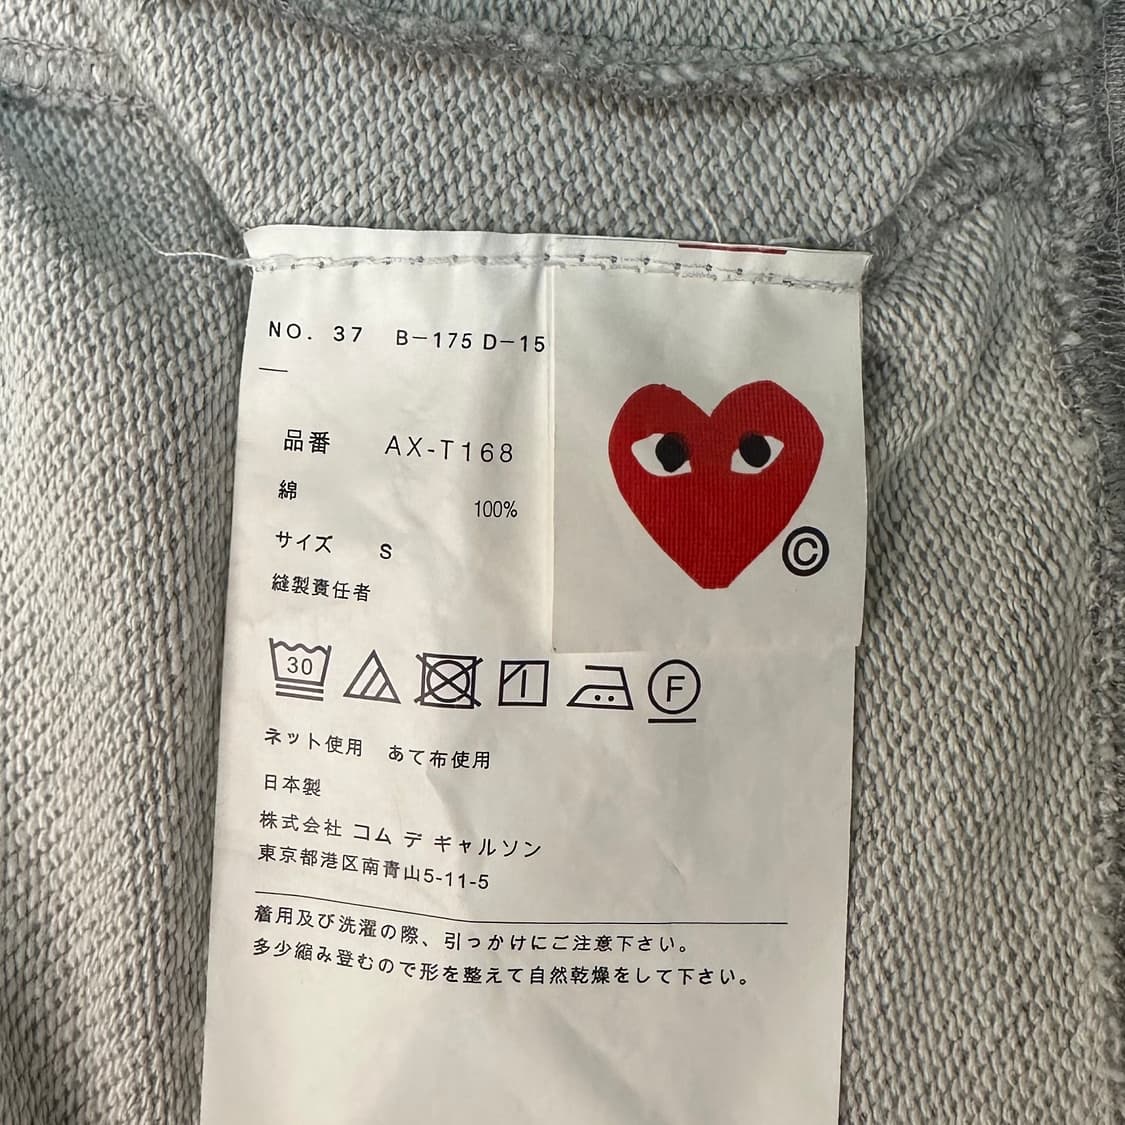 NO. 37 B-175 D-15
品番 AX-T168
綿 100%
サイズ S
縫製責任者
30
F
ネット使用 あて布使用
日本製
株式会社 コム デ ギャルソン
東京都港区南青山5-11-5
着用及び洗濯の際、引っかけにご注意下さい。
多少縮み登むので形を整えて自然乾燥をして下さい。
©